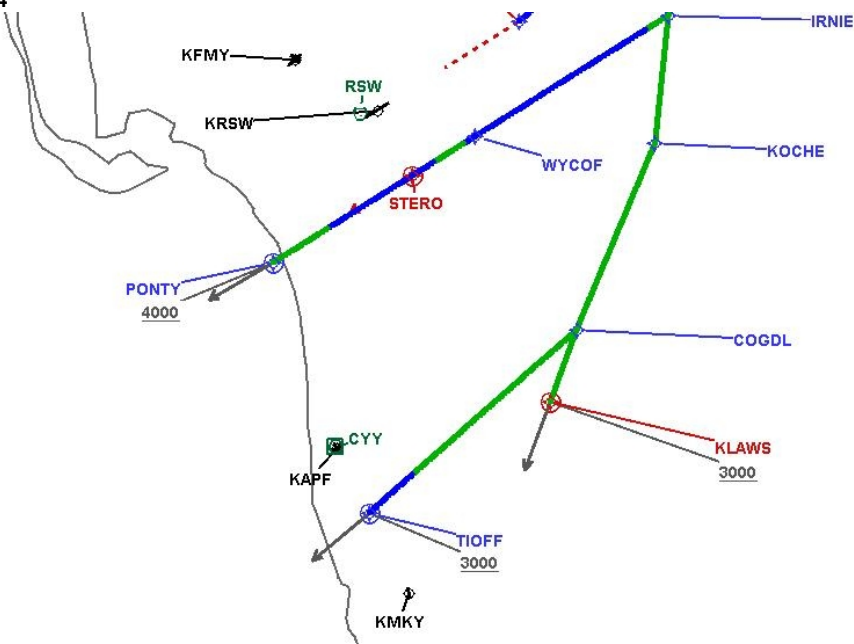 IRNIE
KFMY
RSW
KRSW
KOCHE
WYCOF
STERO
PONTY
4000
COGDL
CYY
KLAWS
KAPF
3000
TIOFF
3000
KMKY